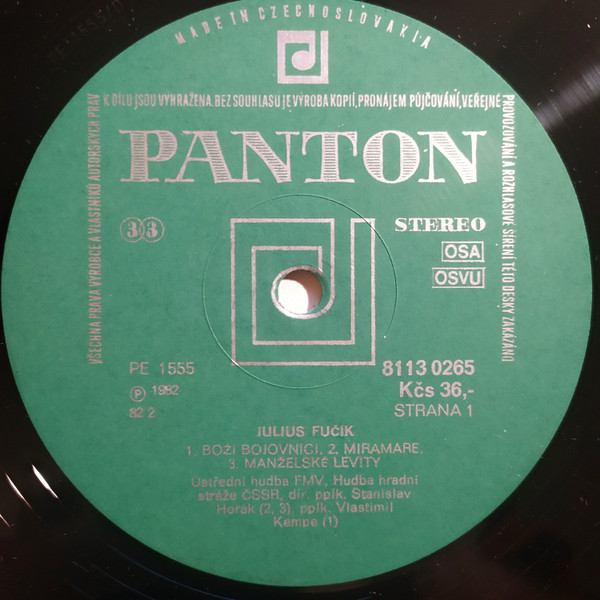 MADE IN CZECHOSLOVAKIA
VŠECHNA PRÁVA VÝROBCE A VLASTNÍKŮ AUTORSKÝCH PRÁV
K DÍLU JSOU VYHRAŽENA. BEZ SOUHLASU JE VÝROBA KOPIÍ, PRONÁJEM PŮJČOVÁNÍ, VEŘEJNÉ
PROVOZOVÁNÍ A ROZHLASOVÉ ŠÍŘENÍ TÉTO DESKY ZAKÁZÁNO
PANTON
33
STEREO
OSA
OSVU
PE 1555
8113 0265
Ⓟ 1982
Kčs 36,-
82 2
STRANA 1
JULIUS FUČÍK
1. BOŽÍ BOJOVNÍCI, 2. MIRAMARE,
3. MANŽELSKÉ LEVITY
Ústřední hudba FMV, Hudba hradní
stráže ČSSR, dir. pplk. Stanislav
Horák (2, 3), pplk. Vlastimil
Kempe (1)